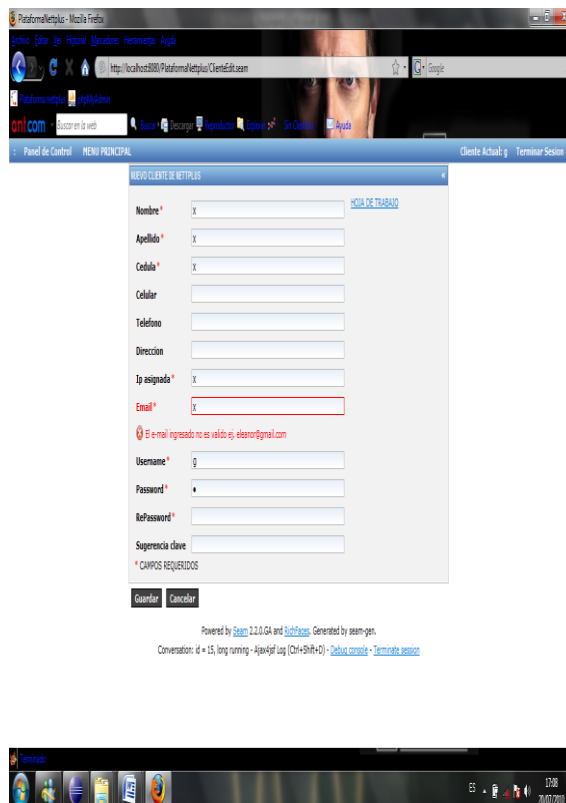 PlataformaNettplus - Mozilla Firefox
Archivo Editar Ver Historial Marcadores Herramientas Ayuda
http://localhost:8080/PlataformaNettplus/ClienteEdit.seam
Google
Plataforma nettplus phpMyAdmin
ani com Buscar en la web Buscar Descargar Reproductor Explorar Sin Clasificar Ayuda
: Panel de Control MENU PRINCIPAL Cliente Actual: g Terminar Sesion
NUEVO CLIENTE DE NETTPLUS «
Nombre * x HOJA DE TRABAJO
Apellido * x
Cedula * x
Celular
Telefono
Direccion
Ip asignada * x
Email * x
El e-mail ingresado no es valido ej. eleanor@gmail.com
Username * g
Password * •
RePassword *
Sugerencia clave
* CAMPOS REQUERIDOS
Guardar Cancelar
Powered by Seam 2.2.0.GA and RichFaces. Generated by seam-gen.
Conversation: id = 15, long running - Ajax4jsf Log (Ctrl+Shift+D) - Debug console - Terminate session
Terminado
ES 17:08
20/07/2010